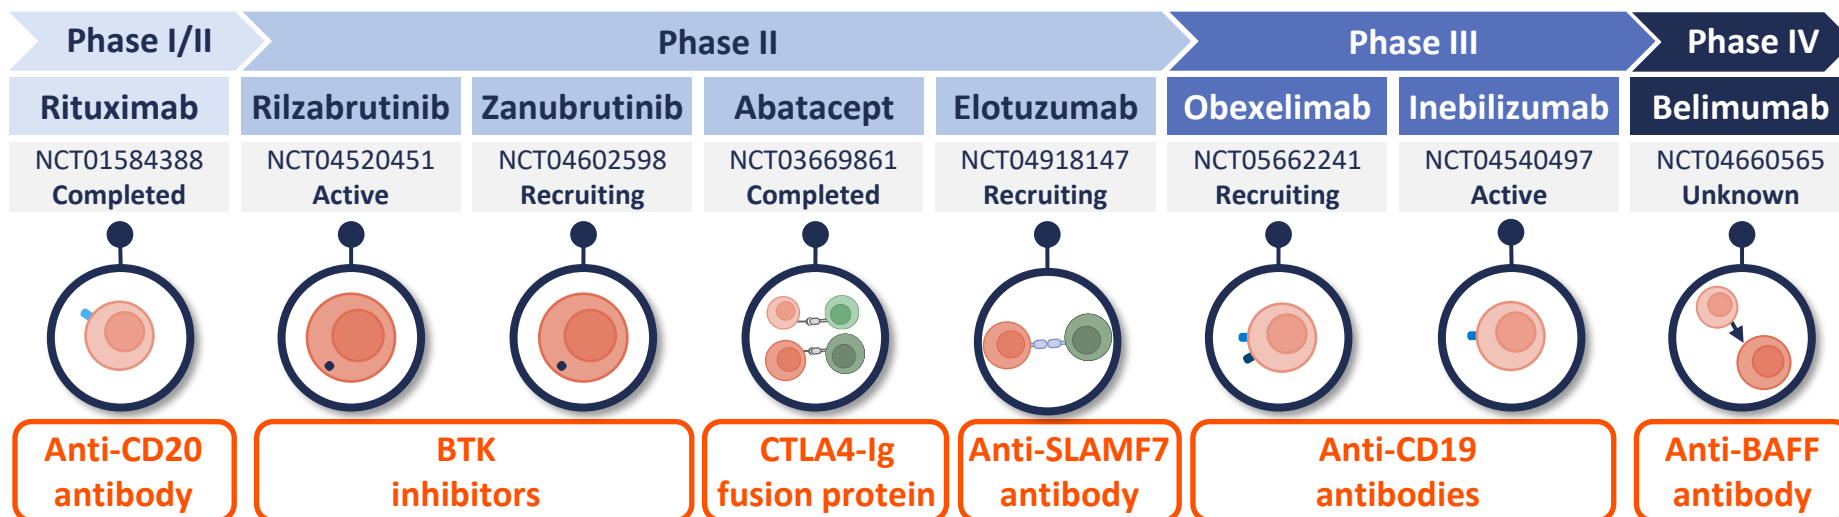 Phase I/II
Phase II
Phase III
Phase IV
Rituximab
Rilzabrutinib
Zanubrutinib
Abatacept
Elotuzumab
Obexelimab
Inebilizumab
Belimumab
NCT01584388
Completed
NCT04520451
Active
NCT04602598
Recruiting
NCT03669861
Completed
NCT04918147
Recruiting
NCT05662241
Recruiting
NCT04540497
Active
NCT04660565
Unknown
Anti-CD20
antibody
BTK
inhibitors
CTLA4-Ig
fusion protein
Anti-SLAMF7
antibody
Anti-CD19
antibodies
Anti-BAFF
antibody